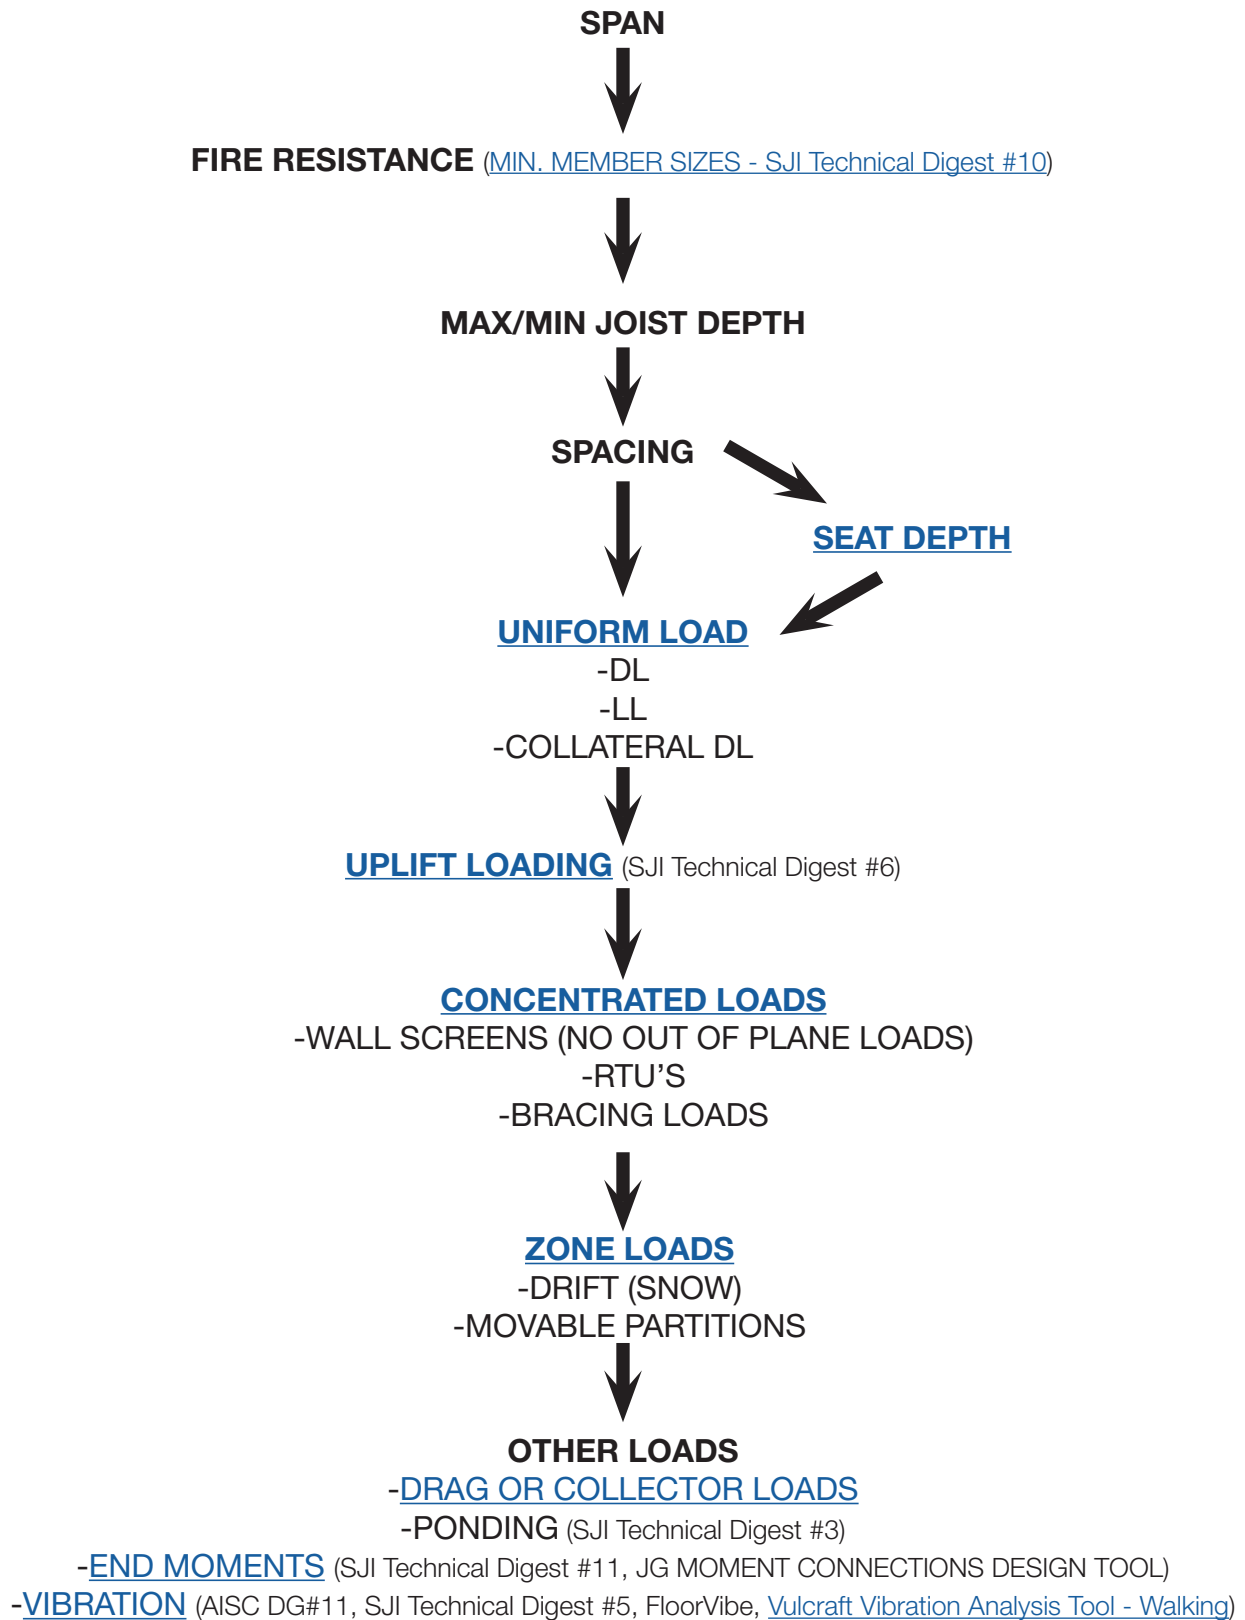 SPAN
FIRE RESISTANCE (MIN. MEMBER SIZES - SJI Technical Digest #10)
MAX/MIN JOIST DEPTH
SPACING
SEAT DEPTH
UNIFORM LOAD
-DL
-LL
-COLLATERAL DL
UPLIFT LOADING (SJI Technical Digest #6)
CONCENTRATED LOADS
-WALL SCREENS (NO OUT OF PLANE LOADS)
-RTU'S
-BRACING LOADS
ZONE LOADS
-DRIFT (SNOW)
-MOVABLE PARTITIONS
OTHER LOADS
-DRAG OR COLLECTOR LOADS
-PONDING (SJI Technical Digest #3)
-END MOMENTS (SJI Technical Digest #11, JG MOMENT CONNECTIONS DESIGN TOOL)
-VIBRATION (AISC DG#11, SJI Technical Digest #5, FloorVibe, Vulcraft Vibration Analysis Tool - Walking)